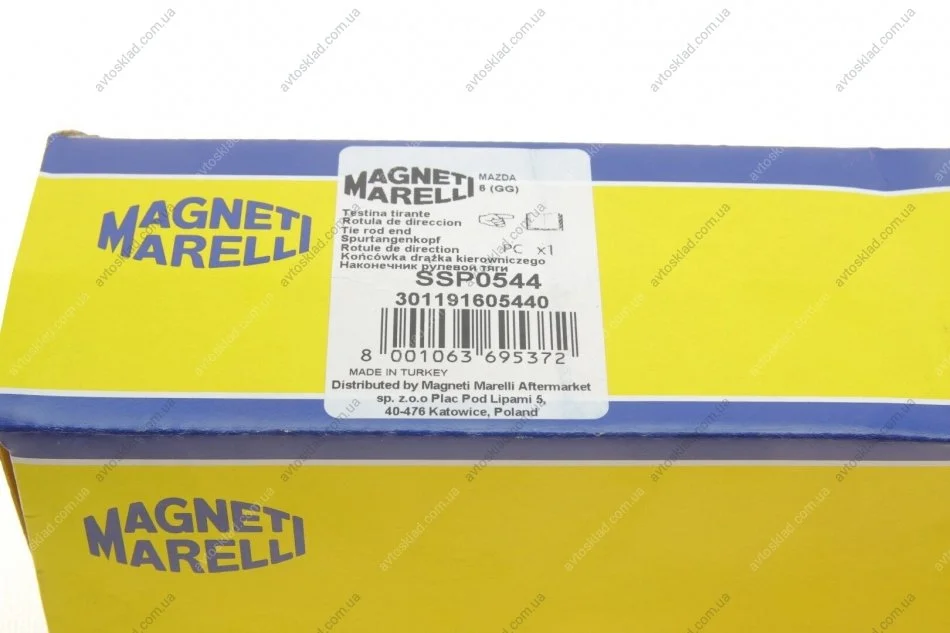 MAGNETI
MARELLI
MAGNETI
MARELLI
MAZDA
6 (GG)
Testina tirante
Rotula de direccion
Tie rod end
Spurtangenkopf
Rotule de direction
PC x1
Końcówka drążka kierowniczego
Наконечник рулевой тяги
SSP0544
301191605440
8 001063 695372
MADE IN TURKEY
Distributed by Magneti Marelli Aftermarket
sp. z.o.o Plac Pod Lipami 5,
40-476 Katowice, Poland
MAGNETI
MARELLI
avtosklad.com.ua